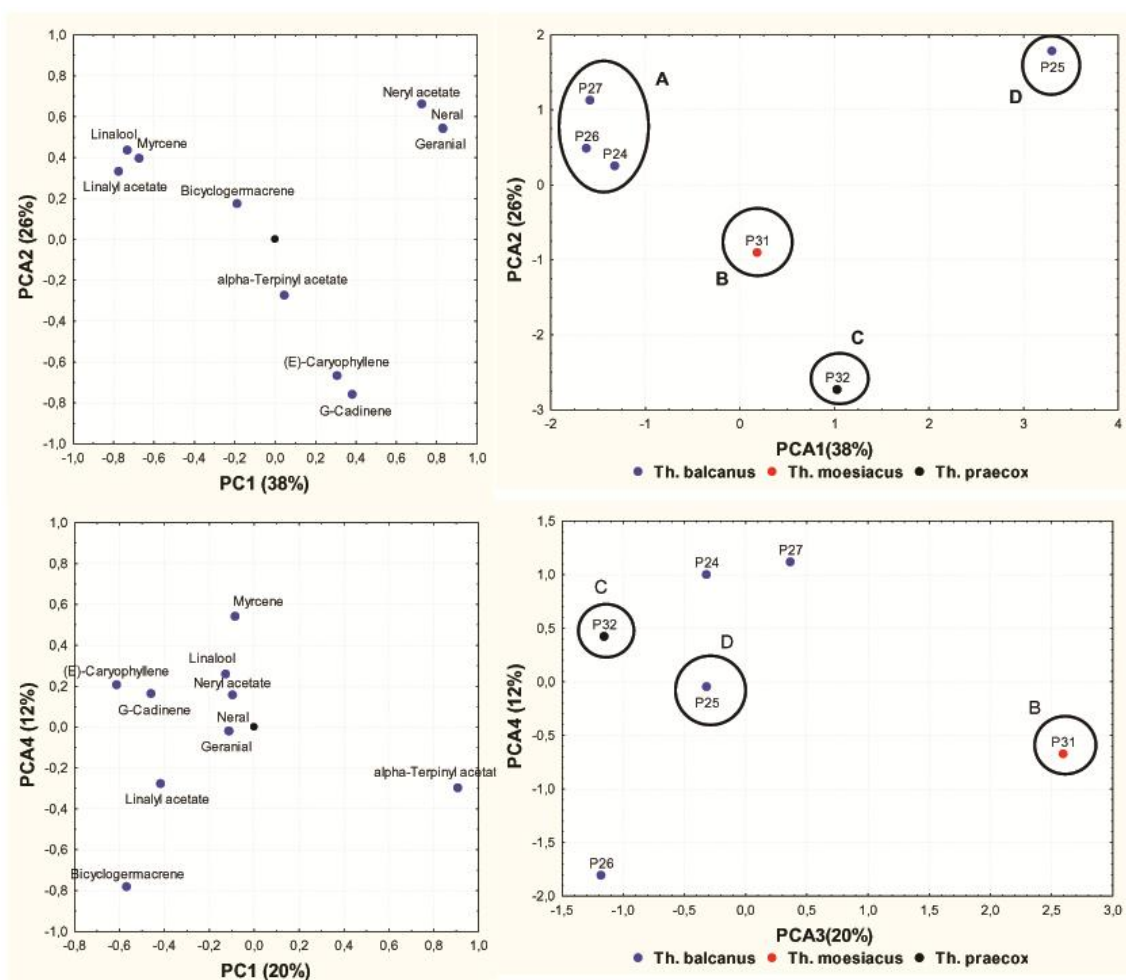 1,0
0,8
0,6
0,4
0,2
0,0
-0,2
-0,4
-0,6
-0,8
-1,0
PCA2 (26%)
Neryl acetate
Neral
Geranial
Linalool
Myrcene
Linalyl acetate
Bicyclogermacrene
alpha-Terpinyl acetate
(E)-Caryophyllene
G-Cadinene
-1,0 -0,8 -0,6 -0,4 -0,2 0,0 0,2 0,4 0,6 0,8 1,0
PC1 (38%)
2
1
0
-1
-2
-3
PCA2 (26%)
A
P27
P26
P24
P25
D
P31
B
C
P32
-2 -1 0 1 2 3 4
PCA1(38%)
Th. balcanus Th. moesiacus Th. praecox
1,0
0,8
0,6
0,4
0,2
0,0
-0,2
-0,4
-0,6
-0,8
-1,0
PCA4 (12%)
Myrcene
Linalool
(E)-Caryophyllene
Neryl acetate
G-Cadinene
Neral
Geranial
alpha-Terpinyl acetat
Linalyl acetate
Bicyclogermacrene
-0,8 -0,6 -0,4 -0,2 0,0 0,2 0,4 0,6 0,8 1,0
PC1 (20%)
1,5
1,0
0,5
0,0
-0,5
-1,0
-1,5
-2,0
PCA4 (12%)
P24
P27
C
P32
D
P25
B
P31
P26
-1,5 -1,0 -0,5 0,0 0,5 1,0 1,5 2,0 2,5 3,0
PCA3(20%)
Th. balcanus Th. moesiacus Th. praecox